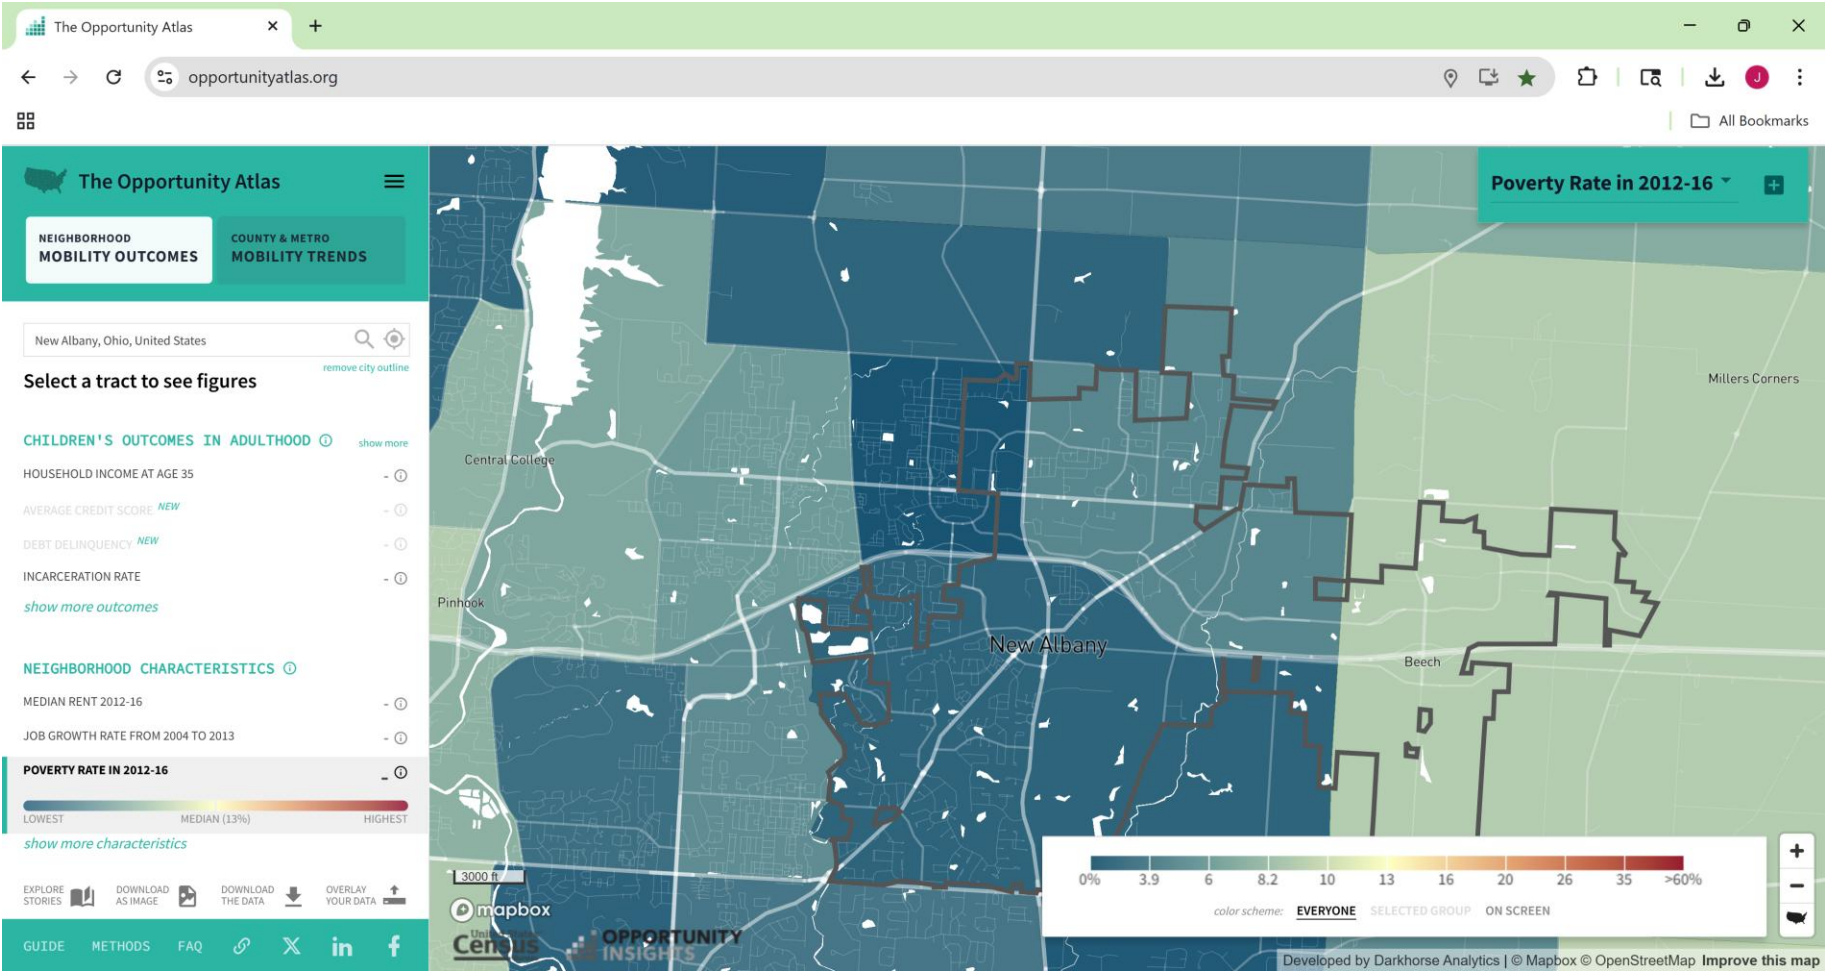 The Opportunity Atlas
opportunityatlas.org
J
All Bookmarks
The Opportunity Atlas
NEIGHBORHOOD
MOBILITY OUTCOMES
COUNTY & METRO
MOBILITY TRENDS
New Albany, Ohio, United States
remove city outline
Select a tract to see figures
CHILDREN'S OUTCOMES IN ADULTHOOD
show more
HOUSEHOLD INCOME AT AGE 35 -
AVERAGE CREDIT SCORE NEW -
DEBT DELINQUENCY NEW -
INCARCERATION RATE -
show more outcomes
NEIGHBORHOOD CHARACTERISTICS
MEDIAN RENT 2012-16 -
JOB GROWTH RATE FROM 2004 TO 2013 -
POVERTY RATE IN 2012-16 -
LOWEST MEDIAN (13%) HIGHEST
show more characteristics
EXPLORE STORIES
DOWNLOAD AS IMAGE
DOWNLOAD THE DATA
OVERLAY YOUR DATA
GUIDE METHODS FAQ X in f
Poverty Rate in 2012-16
Millers Corners
Central College
Pinhook
New Albany
Beech
3000 ft
mapbox
United States
Census
OPPORTUNITY
INSIGHTS
0% 3.9 6 8.2 10 13 16 20 26 35 >60%
color scheme: EVERYONE SELECTED GROUP ON SCREEN
Developed by Darkhorse Analytics | © Mapbox © OpenStreetMap Improve this map